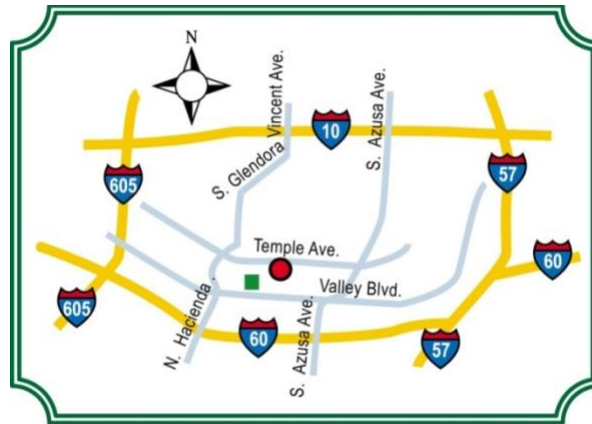 N
Vincent Ave.
S. Glendora
10
S. Azusa Ave.
605
57
Temple Ave.
60
Valley Blvd.
605
N. Hacienda
60
S. Azusa Ave.
57